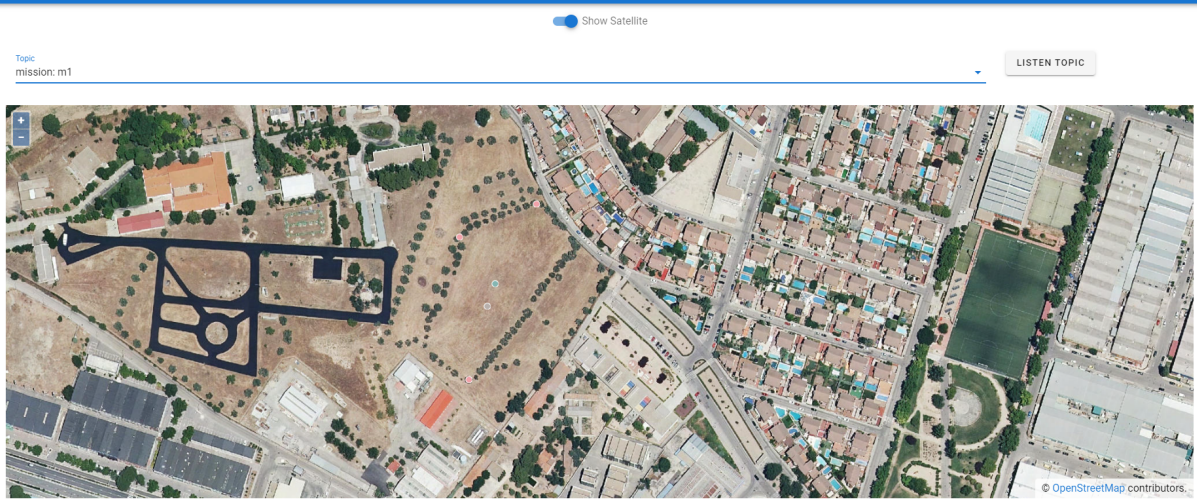 Show Satellite
Topic
mission: m1
LISTEN TOPIC
+
−
© OpenStreetMap contributors.